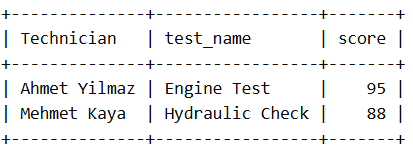 +--------------+-----------------+-------+
| Technician   | test_name       | score |
+--------------+-----------------+-------+
| Ahmet Yilmaz | Engine Test     |    95 |
| Mehmet Kaya  | Hydraulic Check |    88 |
+--------------+-----------------+-------+